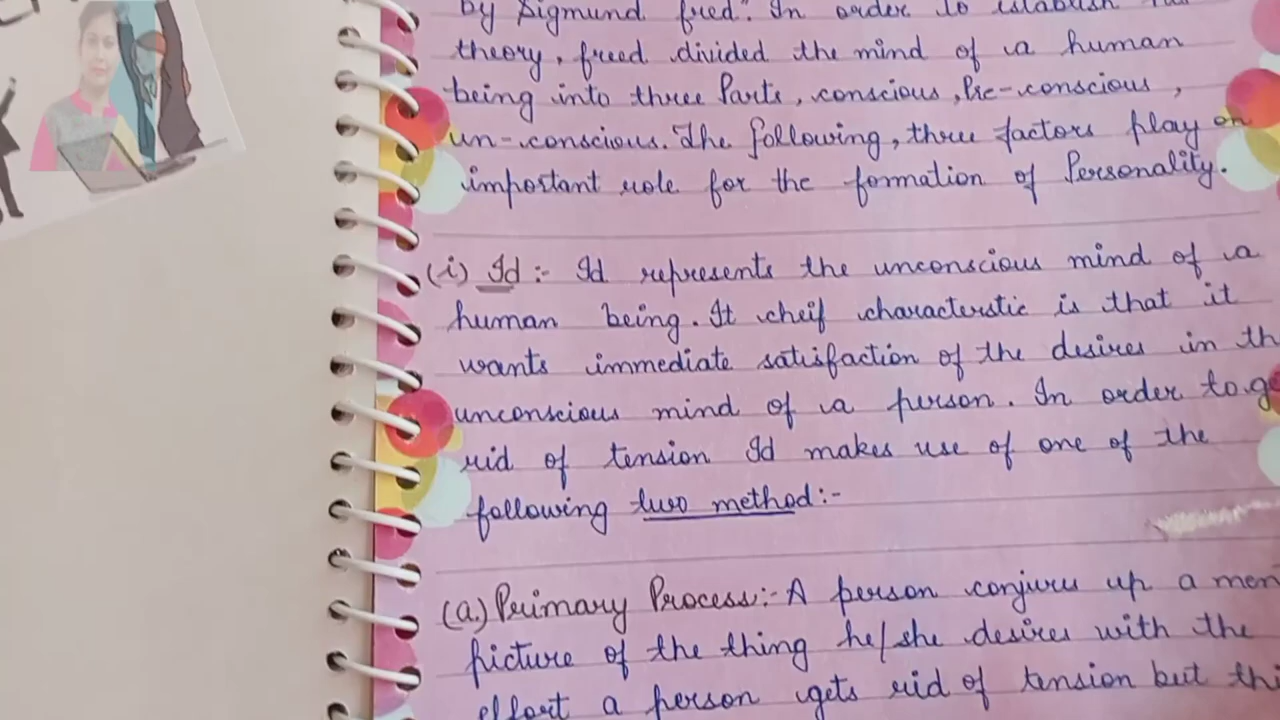 by Sigmund fred". In order to establish
theory, freed divided the mind of a human
being into three Parts, conscious, Pre-conscious,
un-conscious. The following, three factors play an
important role for the formation of Personality.
(i) Id :- Id represents the unconscious mind of a
human being. It cheif characterstic is that it
wants immediate satisfaction of the desires in th
unconscious mind of a person. In order to g
rid of tension Id makes use of one of the
following two method:-
(a.) Primary Process:- A person conjuru up a men
picture of the thing he/she desires with the
effort a person gets rid of tension but thi